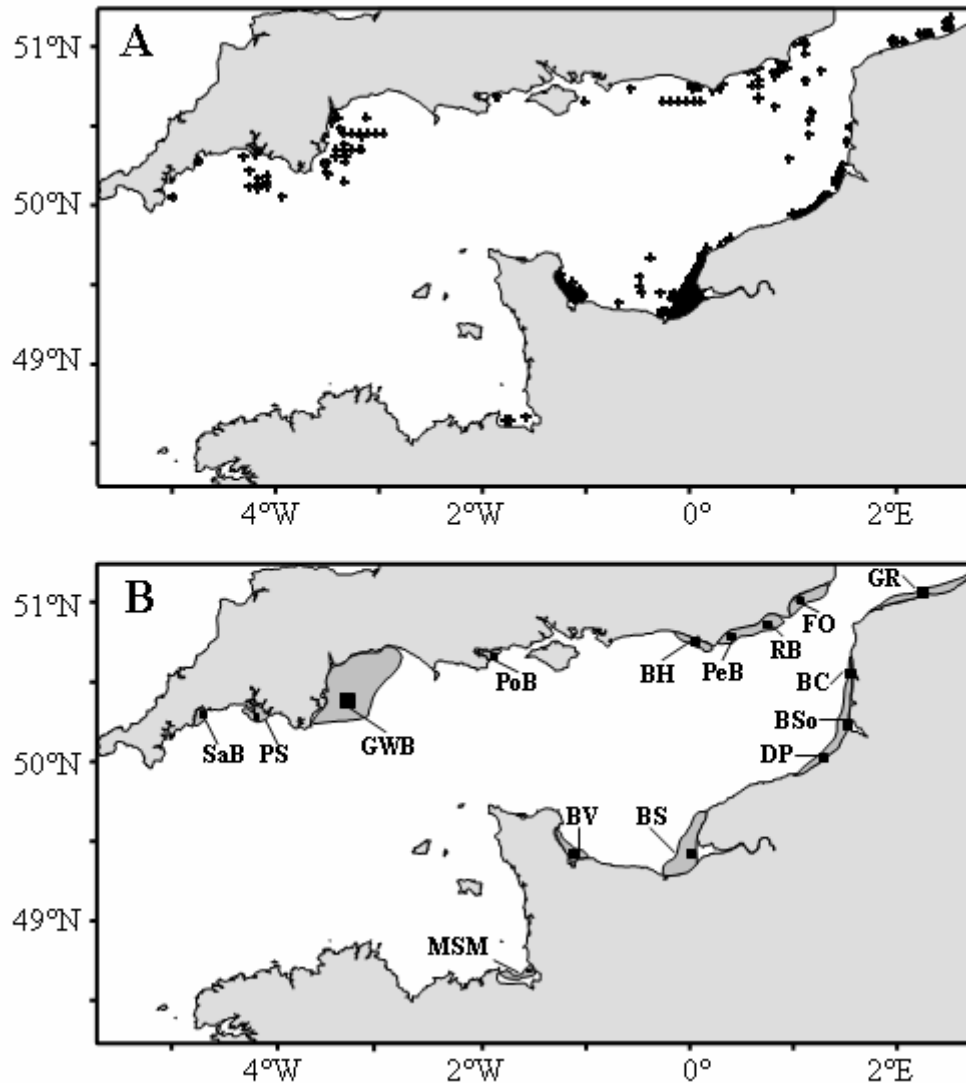 A
51°N
50°N
49°N
4°W 2°W 0° 2°E
B
51°N
50°N
49°N
GR
FO
RB
PeB
BH
PoB
BC
BSo
DP
GWB
PS
SaB
BV
BS
MSM
4°W 2°W 0° 2°E